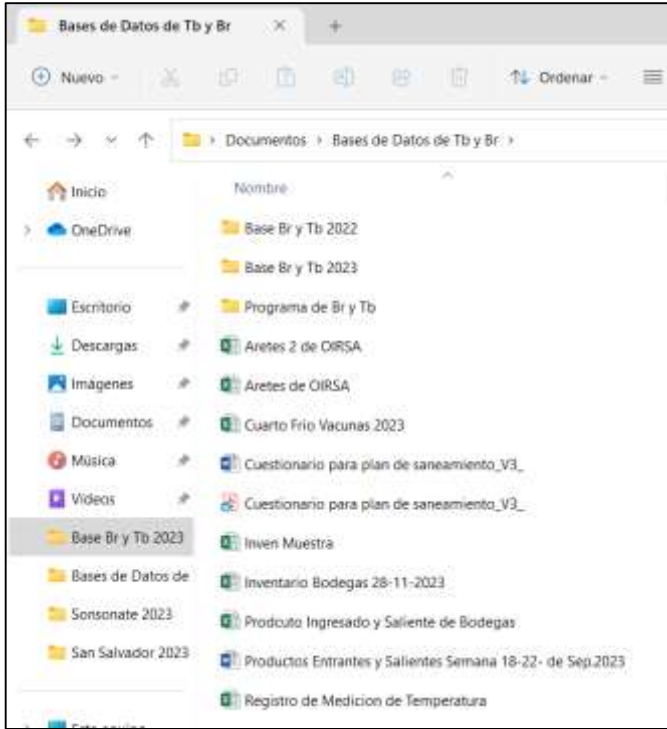 Bases de Datos de Tb y Br
Nuevo
Ordenar
Documentos > Bases de Datos de Tb y Br >
Inicio
OneDrive
Escritorio
Descargas
Imágenes
Documentos
Música
Vídeos
Base Br y Tb 2023
Bases de Datos de
Sonsonate 2023
San Salvador 2023
Este equipo
Nombre
Base Br y Tb 2022
Base Br y Tb 2023
Programa de Br y Tb
Aretes 2 de OIRSA
Aretes de OIRSA
Cuarto Frio Vacunas 2023
Cuestionario para plan de saneamiento_V3_
Cuestionario para plan de saneamiento_V3_
Inven Muestra
Inventario Bodegas 28-11-2023
Prodcuto Ingresado y Saliente de Bodegas
Productos Entrantes y Salientes Semana 18-22- de Sep.2023
Registro de Medicion de Temperatura